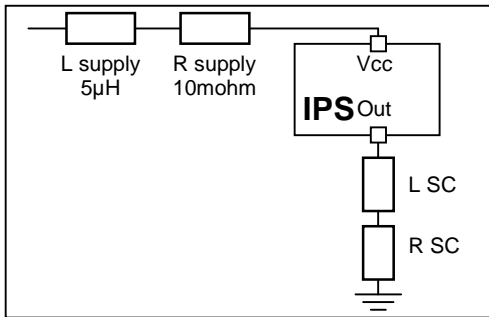 L supply
5µH
R supply
10mohm
Vcc
IPS Out
L SC
R SC